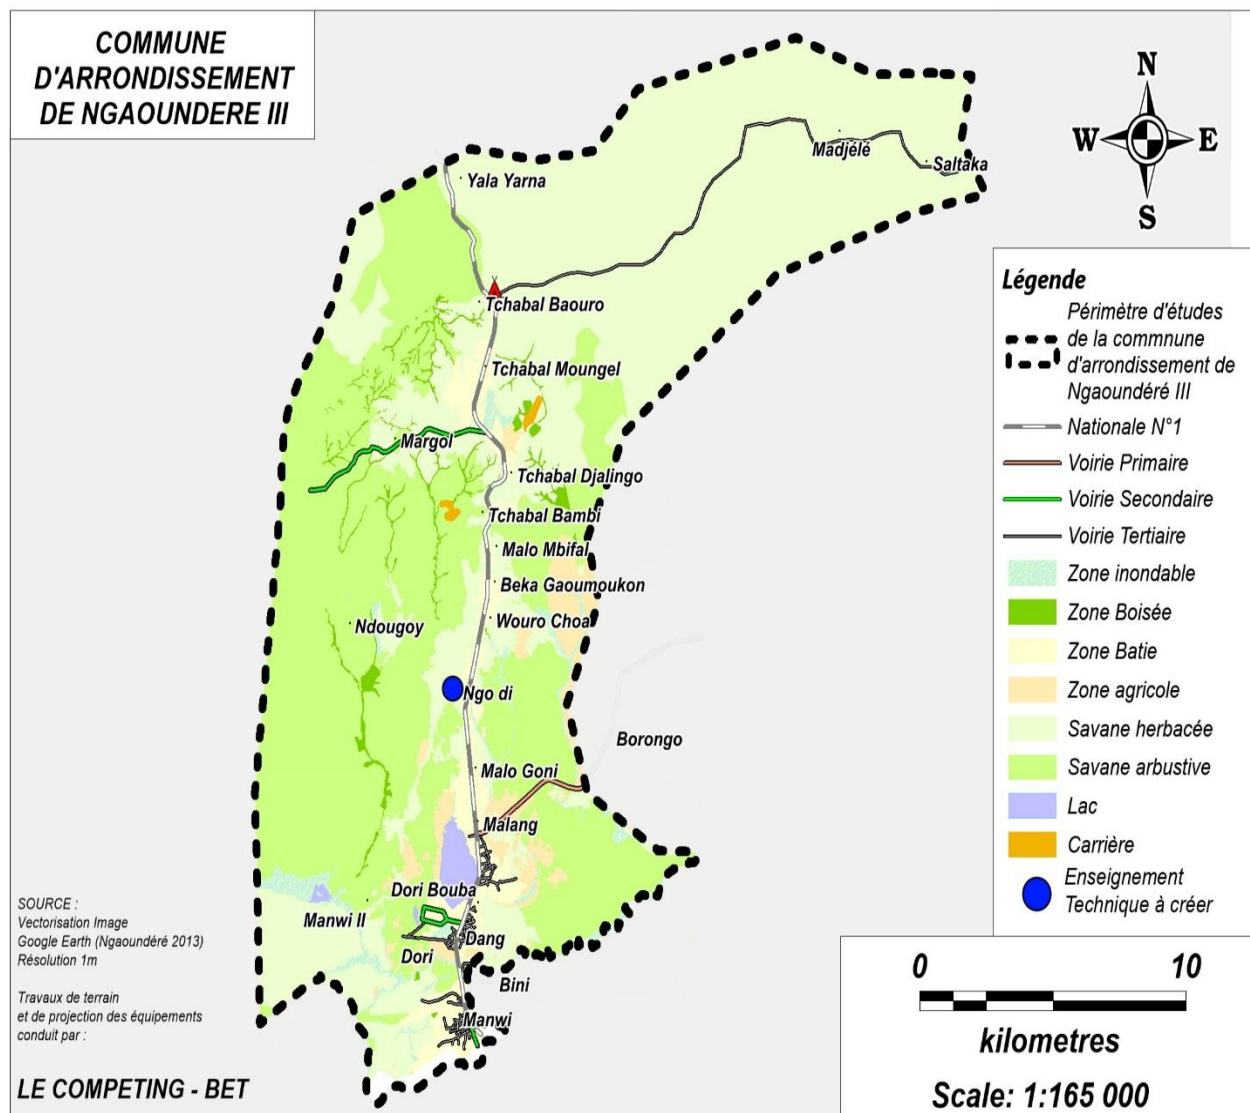 COMMUNE
D'ARRONDISSEMENT
DE NGAOUNDERE III
N
W
E
S
Madjélé
Saltaka
Yala Yarna
Tchabal Baouro
Tchabal Moungel
Margol
Tchabal Djalingo
Tchabal Bambi
Malo Mbifal
Beka Gaoumoukon
Ndougoy
Wouro Choa
Ngo di
Borongo
Malo Goni
Malang
Dori Bouba
Manwi II
Dang
Dori
Bini
Manwi
Légende
Périmètre d'études
de la commnune
d'arrondissement de
Ngaoundéré III
Nationale N°1
Voirie Primaire
Voirie Secondaire
Voirie Tertiaire
Zone inondable
Zone Boisée
Zone Batie
Zone agricole
Savane herbacée
Savane arbustive
Lac
Carrière
Enseignement
Technique à créer
SOURCE :
Vectorisation Image
Google Earth (Ngaoundéré 2013)
Résolution 1m
Travaux de terrain
et de projection des équipements
conduit par :
LE COMPETING - BET
0 10
kilometres
Scale: 1:165 000